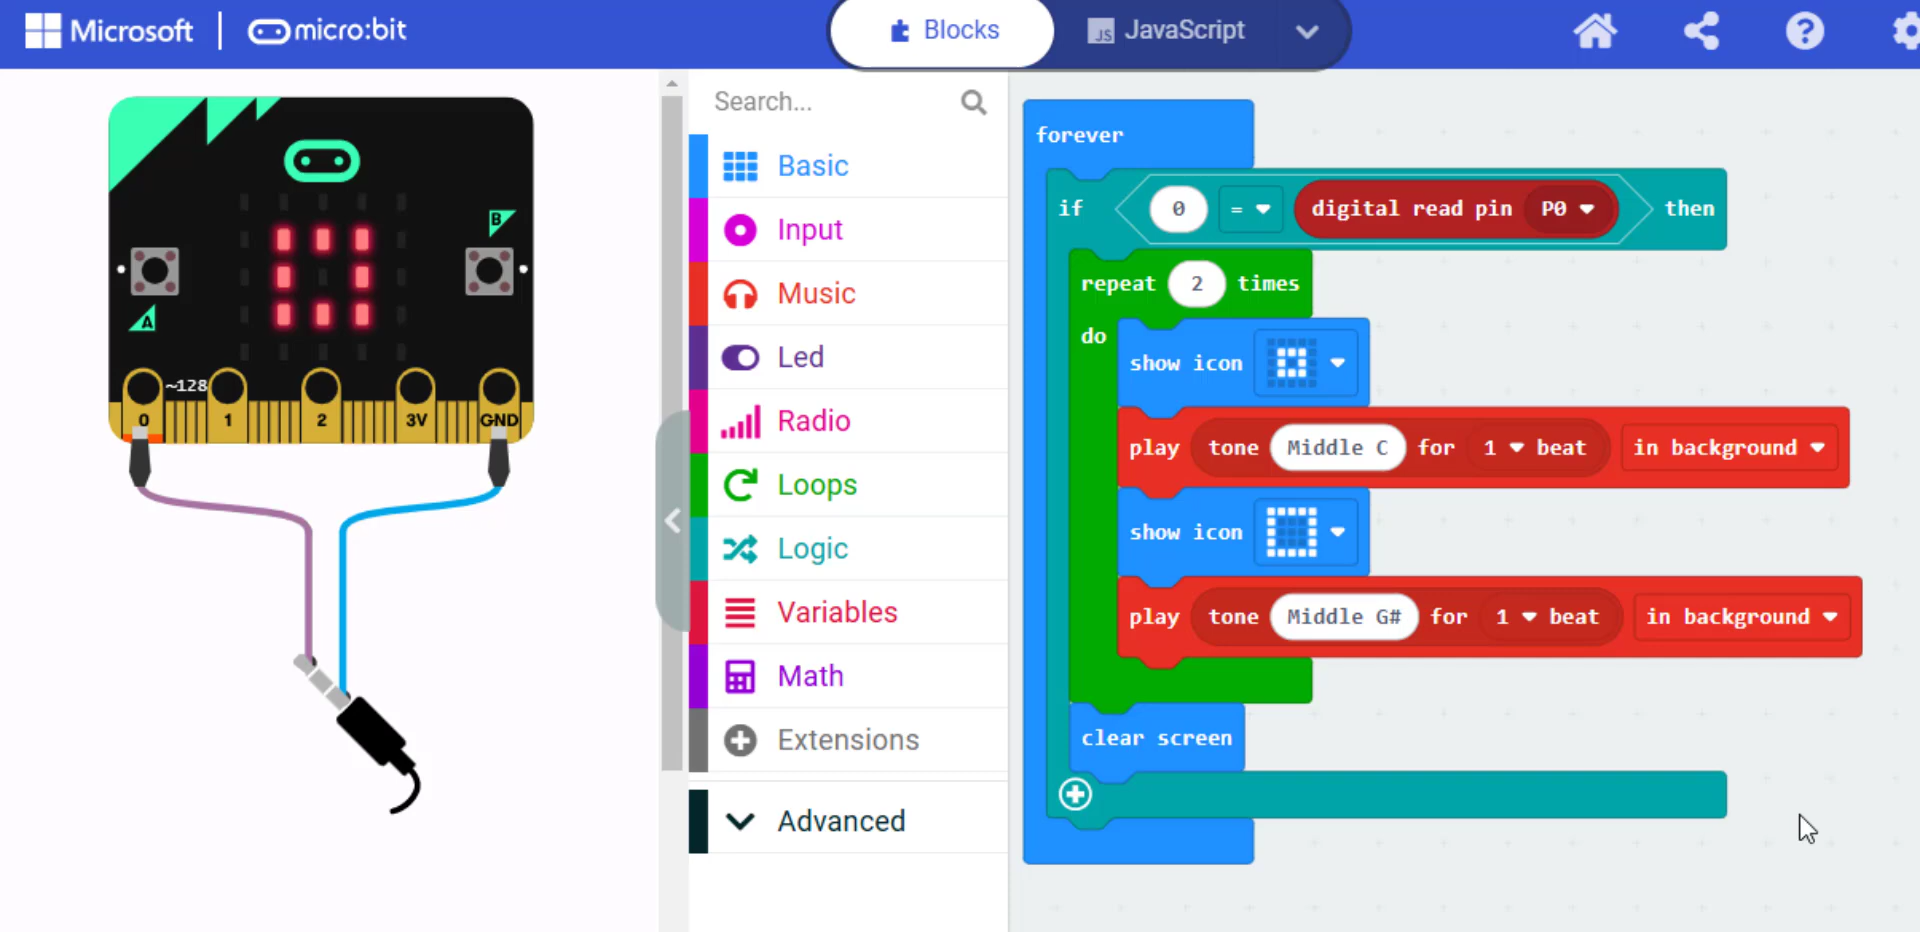 Microsoft | micro:bit
Blocks
JavaScript
JS
?
B
A
~128
0 1 2 3V GND
Search...
Basic
Input
Music
Led
Radio
Loops
Logic
Variables
Math
Extensions
Advanced
forever
if 0 = digital read pin P0 then
repeat 2 times
do
show icon
play tone Middle C for 1 beat in background
show icon
play tone Middle G# for 1 beat in background
clear screen